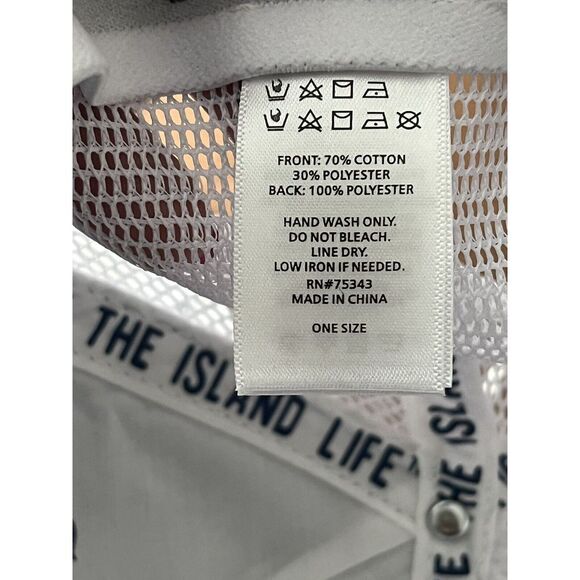 FRONT: 70% COTTON
30% POLYESTER
BACK: 100% POLYESTER
HAND WASH ONLY.
DO NOT BLEACH.
LINE DRY.
LOW IRON IF NEEDED.
RN#75343
MADE IN CHINA
ONE SIZE
THE ISLAND LIFE™
E THE ISLA